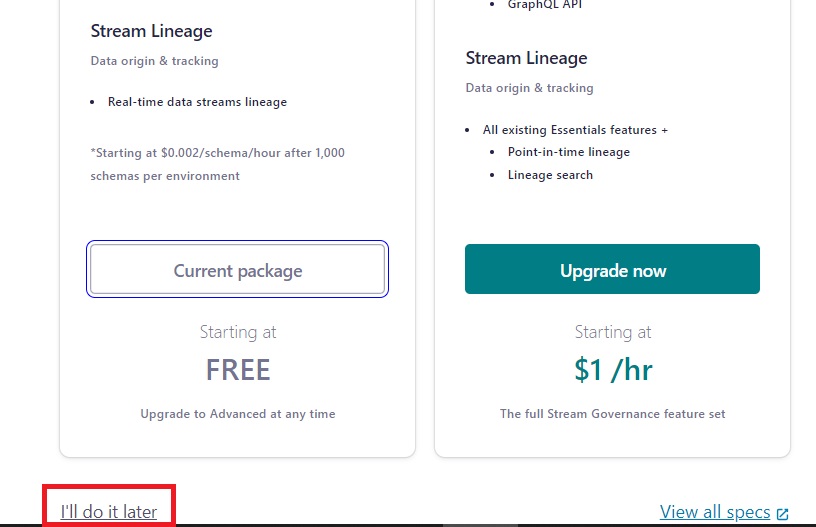 GraphQL API
Stream Lineage
Data origin & tracking
Real-time data streams lineage
*Starting at $0.002/schema/hour after 1,000
schemas per environment
Current package
Starting at
FREE
Upgrade to Advanced at any time
Stream Lineage
Data origin & tracking
All existing Essentials features +
Point-in-time lineage
Lineage search
Upgrade now
Starting at
$1 /hr
The full Stream Governance feature set
I'll do it later
View all specs